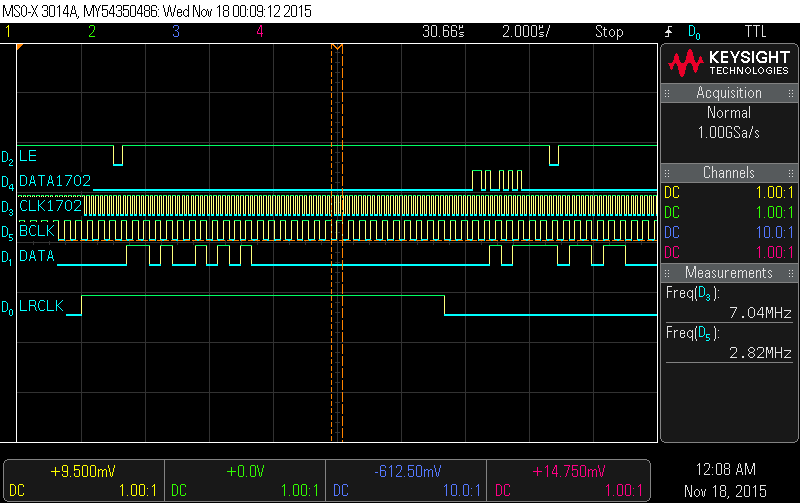 MSO-X 3014A, MY54350486: Wed Nov 18 00:09:12 2015
1 2 3 4 30.66s 2.000s/ Stop D0 TTL
KEYSIGHT
TECHNOLOGIES
Acquisition
Normal
1.00GSa/s
Channels
DC 1.00:1
DC 1.00:1
DC 10.0:1
DC 1.00:1
Measurements
Freq(D3):
7.04MHz
Freq(D5):
2.82MHz
D2 LE
D4 DATA1702
D3 CLK1702
D5 BCLK
D1 DATA
D0 LRCLK
+9.500mV +0.0V -612.50mV +14.750mV
DC 1.00:1 DC 1.00:1 DC 10.0:1 DC 1.00:1
12:08 AM
Nov 18, 2015